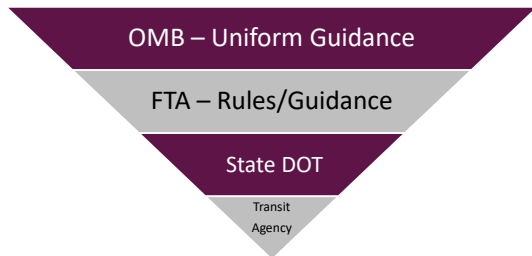 OMB – Uniform Guidance
FTA – Rules/Guidance
State DOT
Transit
Agency